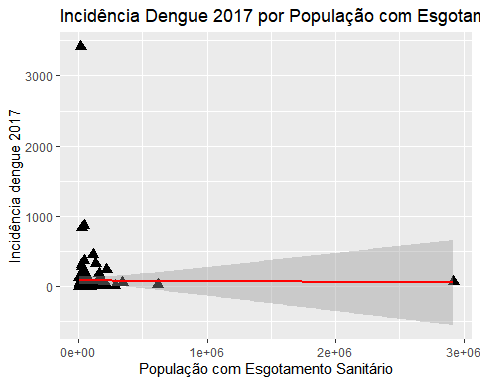 Incidência Dengue 2017 por População com Esgotam
3000
2000
1000
0
Incidência dengue 2017
0e+00
1e+06
2e+06
3e+06
População com Esgotamento Sanitário